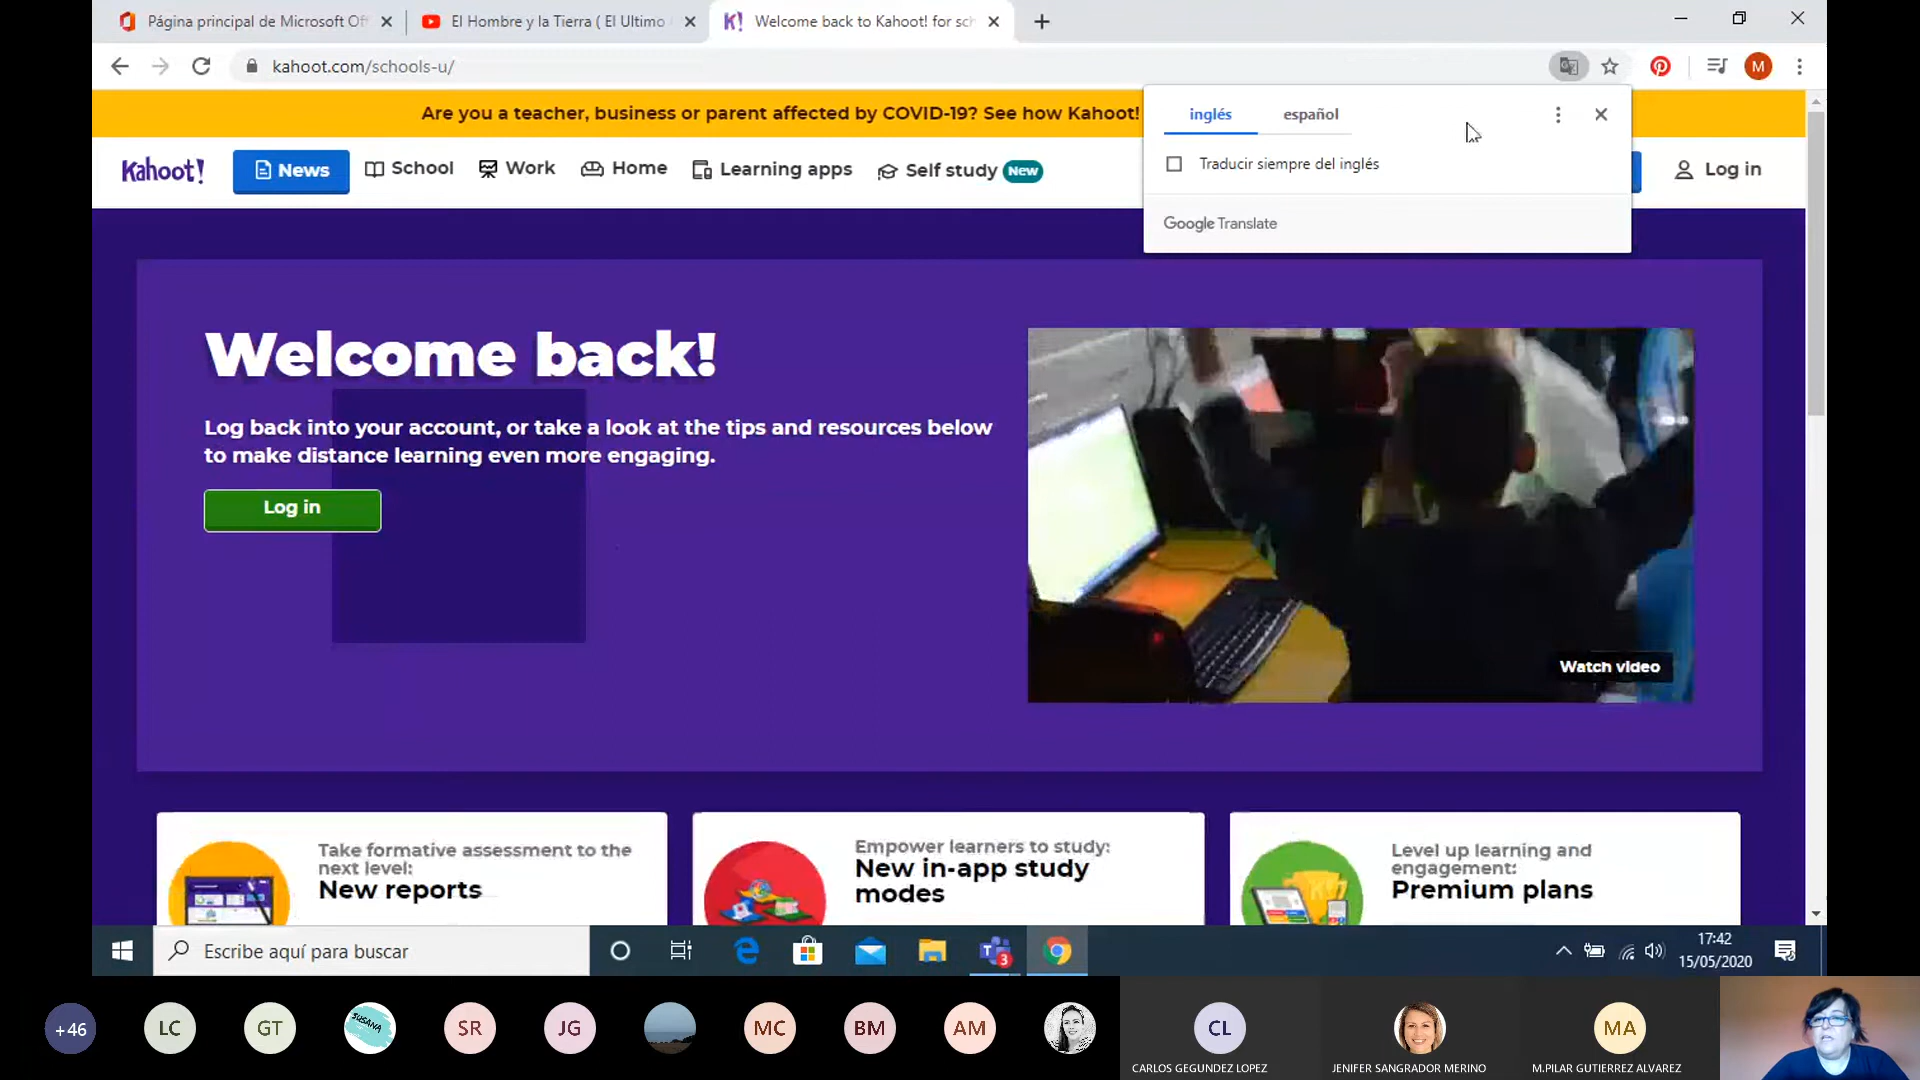 Página principal de Microsoft Of
El Hombre y la Tierra ( El Ultimo
K! Welcome back to Kahoot! for sch
kahoot.com/schools-u/
M
Are you a teacher, business or parent affected by COVID-19? See how Kahoot!
inglés español
Traducir siempre del inglés
Google Translate
Kahoot! News School Work Home Learning apps Self study New
Log in
Welcome back!
Log back into your account, or take a look at the tips and resources below
to make distance learning even more engaging.
Log in
Watch video
Take formative assessment to the
next level:
New reports
Empower learners to study:
New in-app study
modes
Level up learning and
engagement:
Premium plans
Escribe aquí para buscar
3
17:42
15/05/2020
+46 LC GT SUSANA SR JG MC BM AM CL MA
CARLOS GEGUNDEZ LOPEZ JENIFER SANGRADOR MERINO M.PILAR GUTIERREZ ALVAREZ